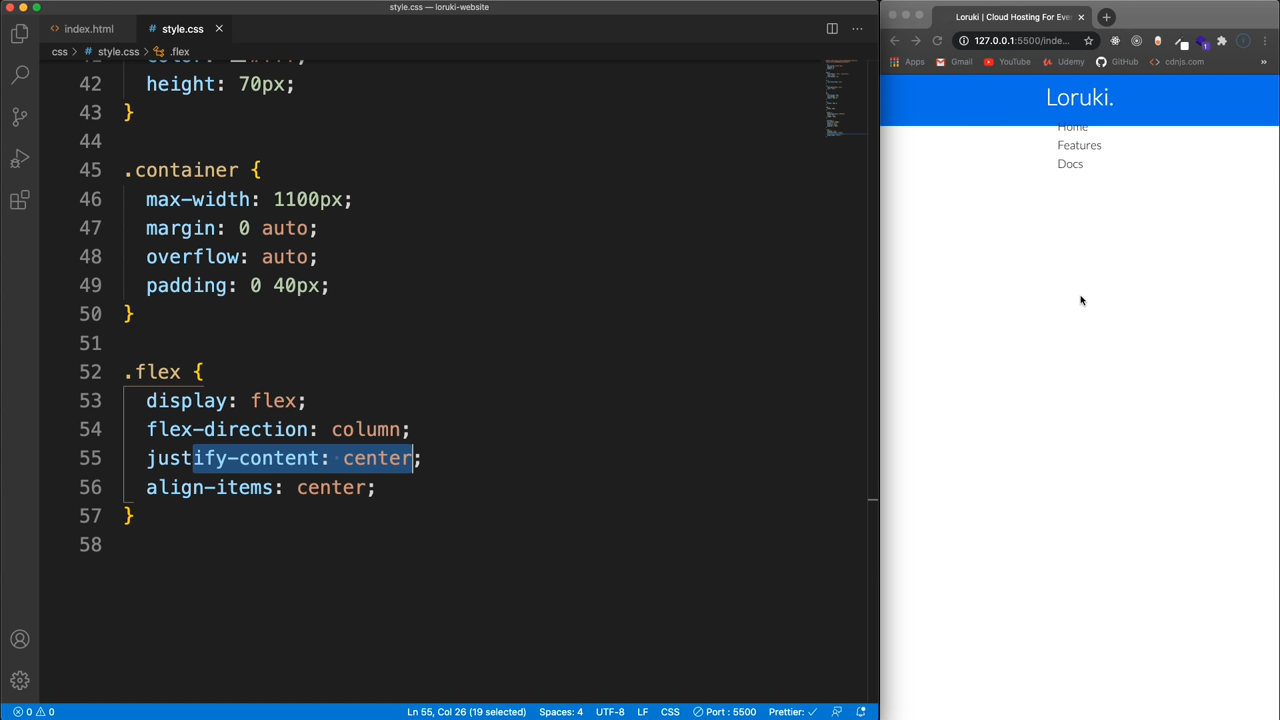 style.css — loruki-website
index.html
style.css
css > style.css > .flex
42 height: 70px;
43 }
44
45 .container {
46 max-width: 1100px;
47 margin: 0 auto;
48 overflow: auto;
49 padding: 0 40px;
50 }
51
52 .flex {
53 display: flex;
54 flex-direction: column;
55 justify-content: center;
56 align-items: center;
57 }
58
0 0
Ln 55, Col 26 (19 selected) Spaces: 4 UTF-8 LF CSS Port : 5500 Prettier: ✓
Loruki | Cloud Hosting For Eve
127.0.0.1:5500/inde...
Apps Gmail YouTube Udemy GitHub cdnjs.com »
Loruki.
Home
Features
Docs